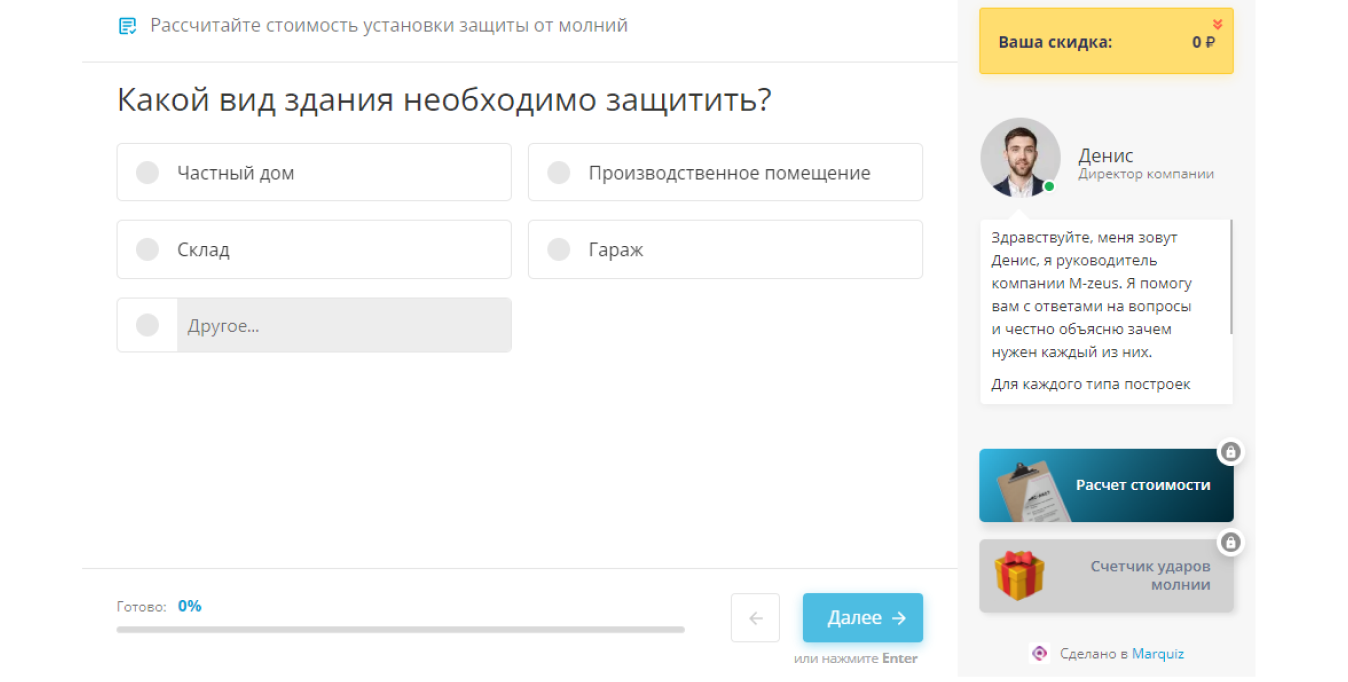 Рассчитайте стоимость установки защиты от молний
Какой вид здания необходимо защитить?
Частный дом
Производственное помещение
Склад
Гараж
Другое...
Готово: 0%
Далее →
или нажмите Enter
Ваша скидка: 0 ₽
Денис
Директор компании
Здравствуйте, меня зовут
Денис, я руководитель
компании M-zeus. Я помогу
вам с ответами на вопросы
и честно объясню зачем
нужен каждый из них.
Для каждого типа построек
Расчет стоимости
Счетчик ударов
молнии
Сделано в Marquiz